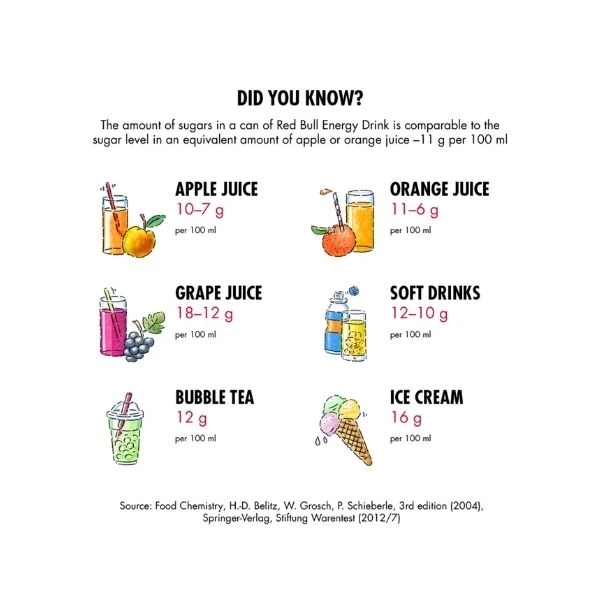 DID YOU KNOW?
The amount of sugars in a can of Red Bull Energy Drink is comparable to the
sugar level in an equivalent amount of apple or orange juice –11 g per 100 ml
APPLE JUICE
10–7 g
per 100 ml
ORANGE JUICE
11–6 g
per 100 ml
GRAPE JUICE
18–12 g
per 100 ml
SOFT DRINKS
12–10 g
per 100 ml
BUBBLE TEA
12 g
per 100 ml
ICE CREAM
16 g
per 100 ml
Source: Food Chemistry, H.-D. Belitz, W. Grosch, P. Schieberle, 3rd edition (2004),
Springer-Verlag, Stiftung Warentest (2012/7)